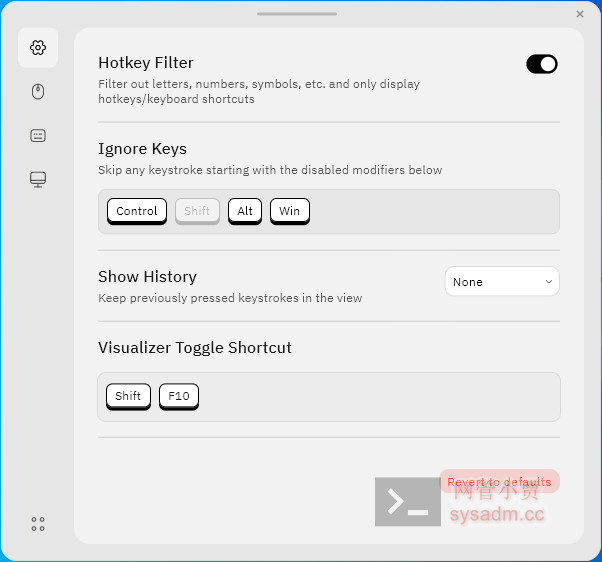 Hotkey Filter
Filter out letters, numbers, symbols, etc. and only display
hotkeys/keyboard shortcuts
Ignore Keys
Skip any keystroke starting with the disabled modifiers below
Control Shift Alt Win
Show History
None
Keep previously pressed keystrokes in the view
Visualizer Toggle Shortcut
Shift F10
Revert to defaults
网管小贾
sysadm.cc